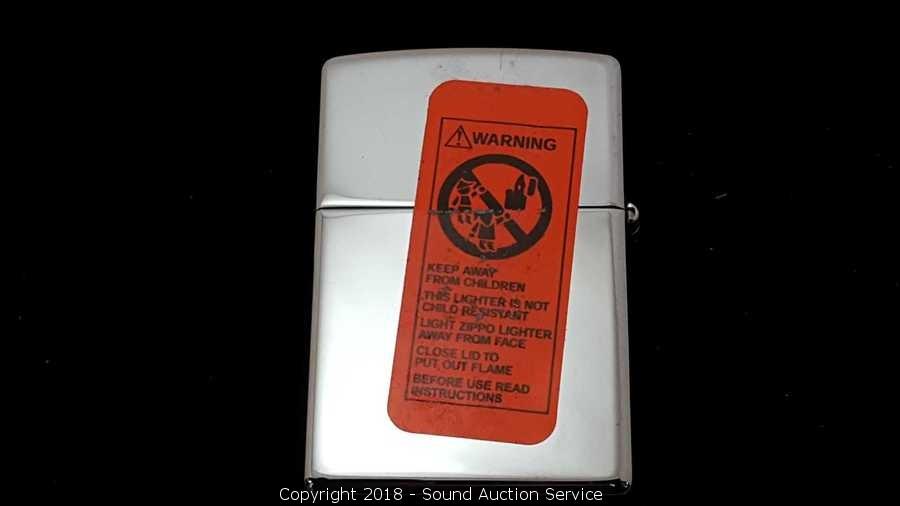 WARNING
KEEP AWAY
FROM CHILDREN
THIS LIGHTER IS NOT
CHILD RESISTANT
LIGHT ZIPPO LIGHTER
AWAY FROM FACE
CLOSE LID TO
PUT OUT FLAME
BEFORE USE READ
INSTRUCTIONS
Copyright 2018 - Sound Auction Service